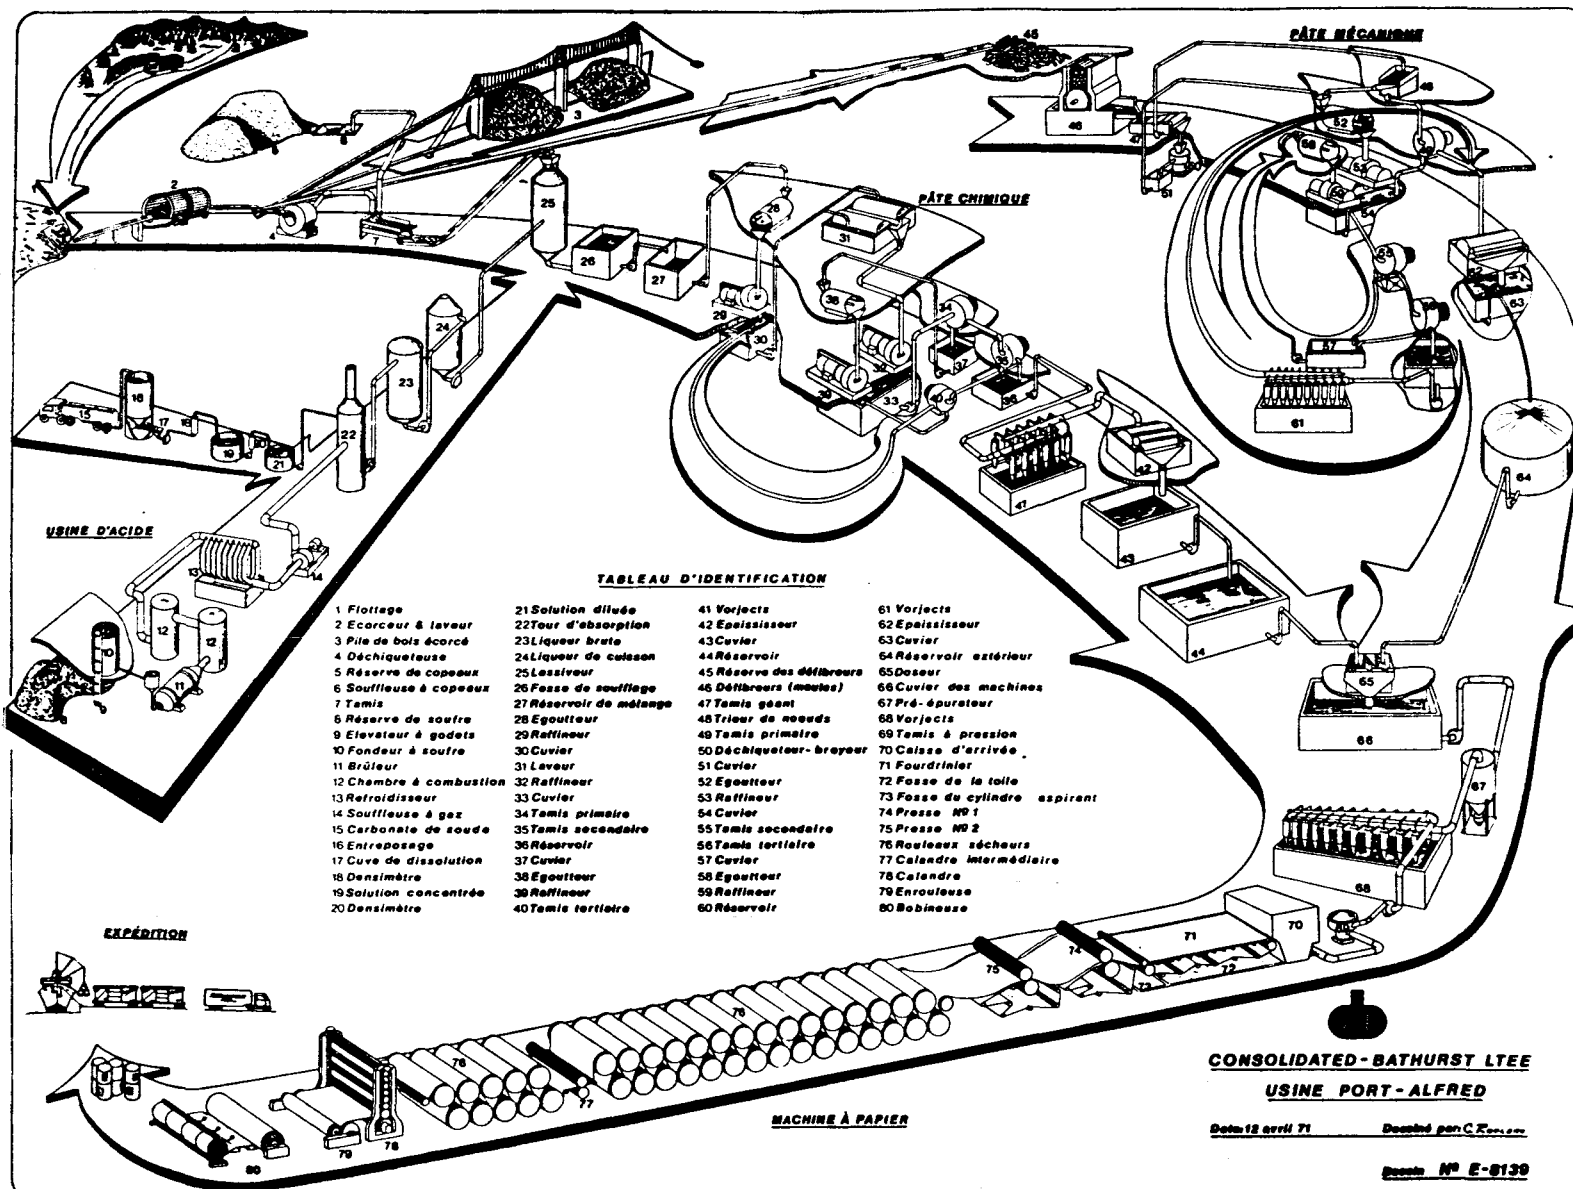 PÂTE MÉCANIQUE
PÂTE CHIMIQUE
USINE D'ACIDE
TABLEAU D'IDENTIFICATION
1 Flottage
2 Ecorceur & laveur
3 Pile de bois écorcé
4 Déchiqueteuse
5 Réserve de copeaux
6 Souffleuse à copeaux
7 Tamis
8 Réserve de soufre
9 Elevateur à godets
10 Fondeur à soufre
11 Brûleur
12 Chambre à combustion
13 Refroidisseur
14 Souffleuse à gaz
15 Carbonate de soude
16 Entreposage
17 Cuve de dissolution
18 Densimètre
19 Solution concentrée
20 Densimètre
21 Solution diluée
22 Tour d'absorption
23 Liqueur brute
24 Liqueur de cuisson
25 Lessiveur
26 Fosse de soufflage
27 Réservoir de mélange
28 Egoutteur
29 Raffineur
30 Cuvier
31 Laveur
32 Raffineur
33 Cuvier
34 Tamis primaire
35 Tamis secondaire
36 Réservoir
37 Cuvier
38 Egoutteur
39 Raffineur
40 Tamis tertiaire
41 Vorjects
42 Epaississeur
43 Cuvier
44 Réservoir
45 Réserve des défibreurs
46 Défibreurs (meules)
47 Tamis géant
48 Trieur de noeuds
49 Tamis primaire
50 Déchiqueteur-broyeur
51 Cuvier
52 Egoutteur
53 Raffineur
54 Cuvier
55 Tamis secondaire
56 Tamis tertiaire
57 Cuvier
58 Egoutteur
59 Raffineur
60 Réservoir
61 Vorjects
62 Epaississeur
63 Cuvier
64 Réservoir extérieur
65 Doseur
66 Cuvier des machines
67 Pré-épurateur
68 Vorjects
69 Tamis à pression
70 Caisse d'arrivée
71 Fourdrinier
72 Fosse de la toile
73 Fosse du cylindre aspirant
74 Presse Nº 1
75 Presse Nº 2
76 Rouleaux sécheurs
77 Calandre intermédiaire
78 Calandre
79 Enrouleuse
80 Bobineuse
EXPÉDITION
MACHINE À PAPIER
CONSOLIDATED-BATHURST LTEE
USINE PORT-ALFRED
Date: 12 avril 71
Dessiné par:
Dessin Nº E-8139